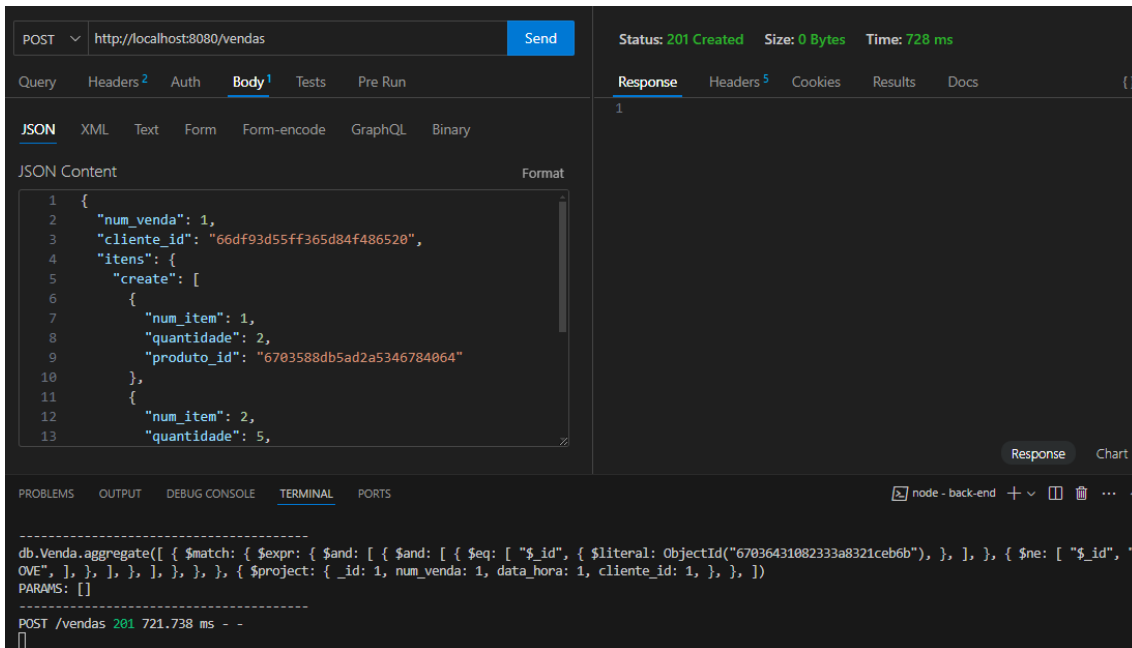 POST http://localhost:8080/vendas Send
Query Headers 2 Auth Body 1 Tests Pre Run
JSON XML Text Form Form-encode GraphQL Binary
JSON Content Format
1 {
2 "num_venda": 1,
3 "cliente_id": "66df93d55ff365d84f486520",
4 "itens": {
5 "create": [
6 {
7 "num_item": 1,
8 "quantidade": 2,
9 "produto_id": "6703588db5ad2a5346784064"
10 },
11 {
12 "num_item": 2,
13 "quantidade": 5,
Status: 201 Created Size: 0 Bytes Time: 728 ms
Response Headers 5 Cookies Results Docs {}
1
Response Chart
PROBLEMS OUTPUT DEBUG CONSOLE TERMINAL PORTS node - back-end
----------------------------------------
db.Venda.aggregate([ { $match: { $expr: { $and: [ { $and: [ { $eq: [ "$_id", { $literal: ObjectId("67036431082333a8321ceb6b"), }, ], }, { $ne: [ "$_id", "
OVE", ], }, ], }, ], }, }, }, { $project: { _id: 1, num_venda: 1, data_hora: 1, cliente_id: 1, }, }, ])
PARAMS: []
----------------------------------------
POST /vendas 201 721.738 ms - -